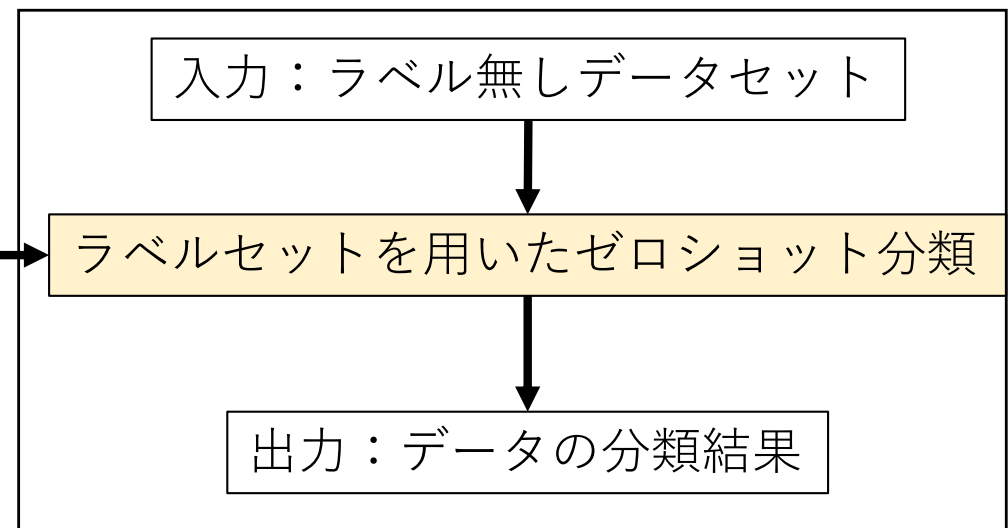 入力：ラベル無しデータセット
ラベルセットを用いたゼロショット分類
出力：データの分類結果